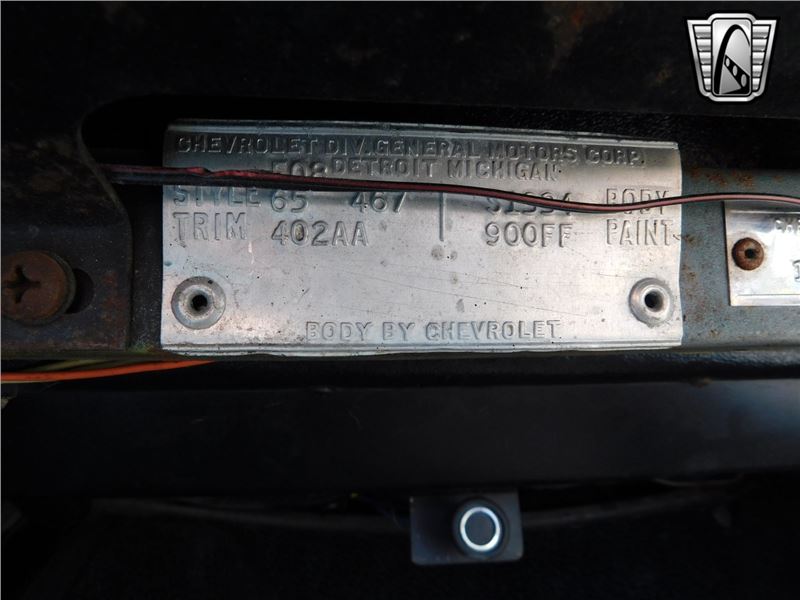 CHEVROLET DIV. GENERAL MOTORS CORP.
DETROIT MICHIGAN
STYLE 65 467 BODY
TRIM 402AA 900FF PAINT
BODY BY CHEVROLET